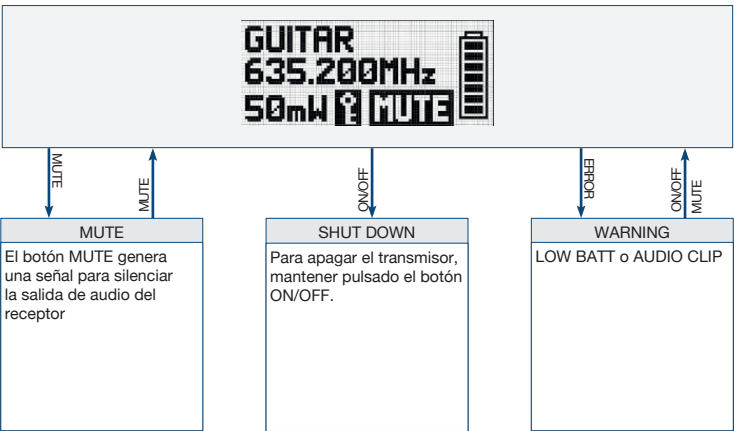 GUITAR
635.200MHz
50mW MUTE
MUTE
MUTE
ON/OFF
ERROR
ON/OFF
MUTE
MUTE
El botón MUTE genera
una señal para silenciar
la salida de audio del
receptor
SHUT DOWN
Para apagar el transmisor,
mantener pulsado el botón
ON/OFF.
WARNING
LOW BATT o AUDIO CLIP